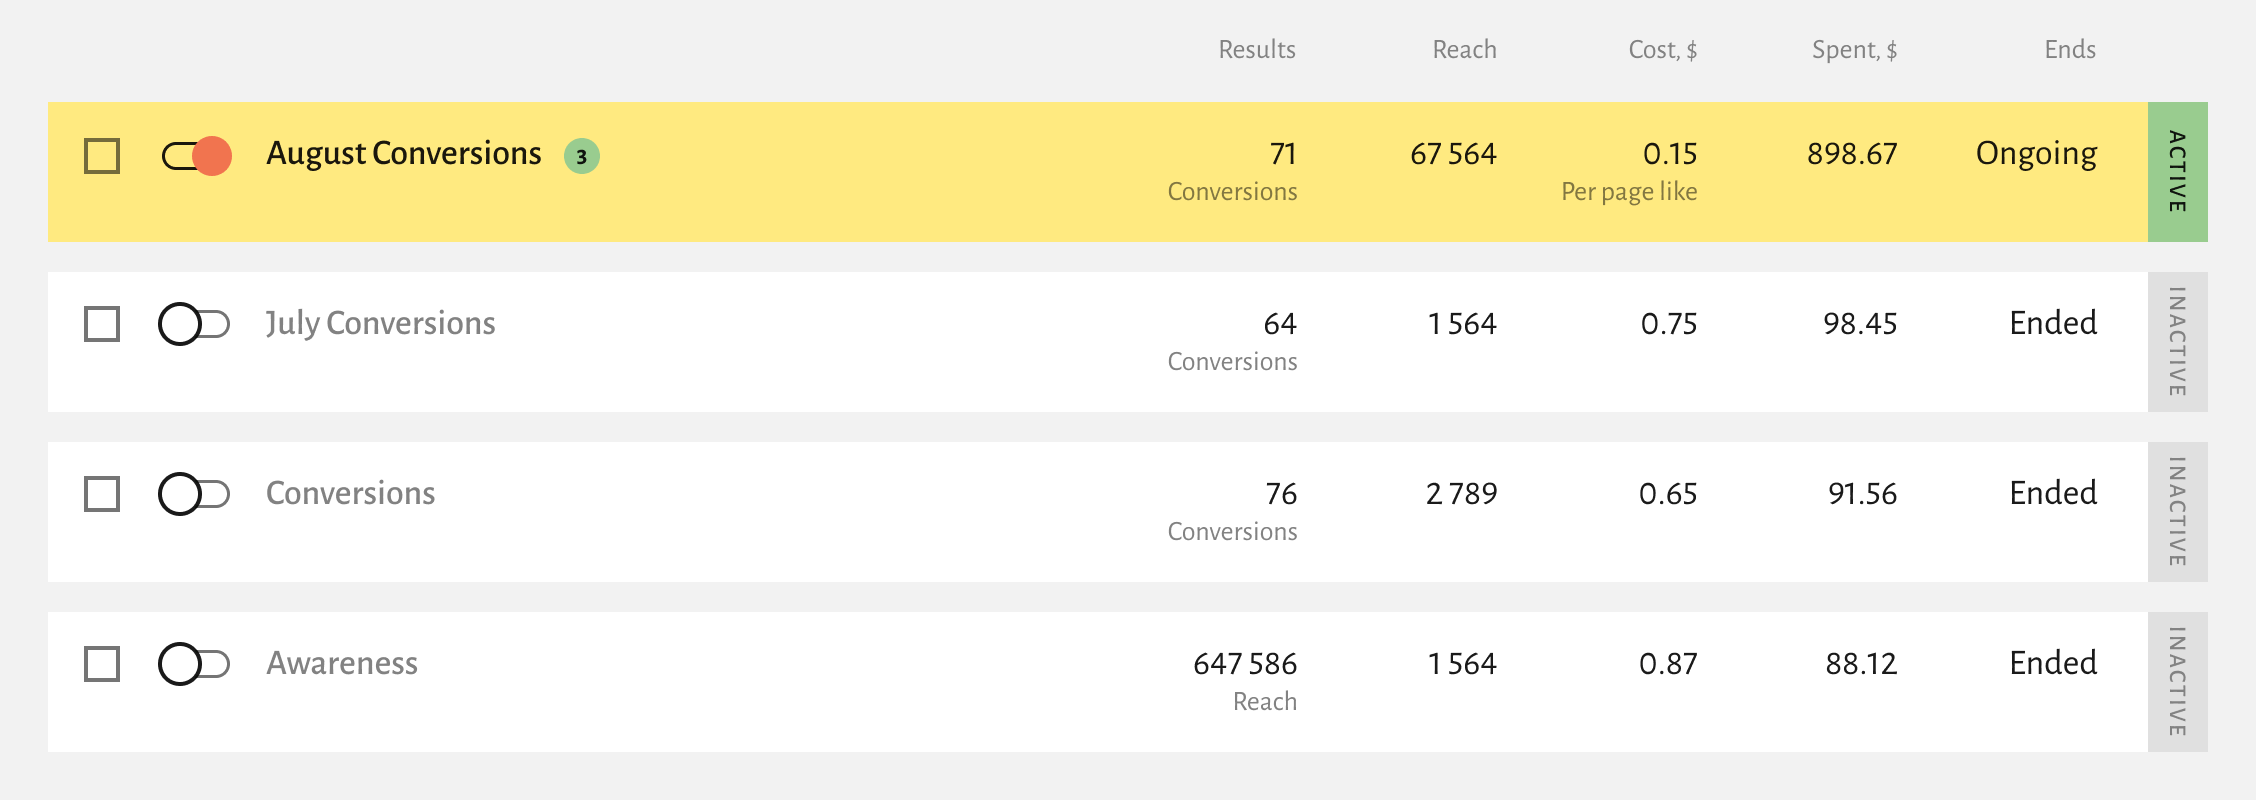 Results Reach Cost, $ Spent, $ Ends
August Conversions 3 71 67 564 0.15 898.67 Ongoing ACTIVE
Conversions Per page like
July Conversions 64 1 564 0.75 98.45 Ended INACTIVE
Conversions
Conversions 76 2 789 0.65 91.56 Ended INACTIVE
Conversions
Awareness 647 586 1 564 0.87 88.12 Ended INACTIVE
Reach